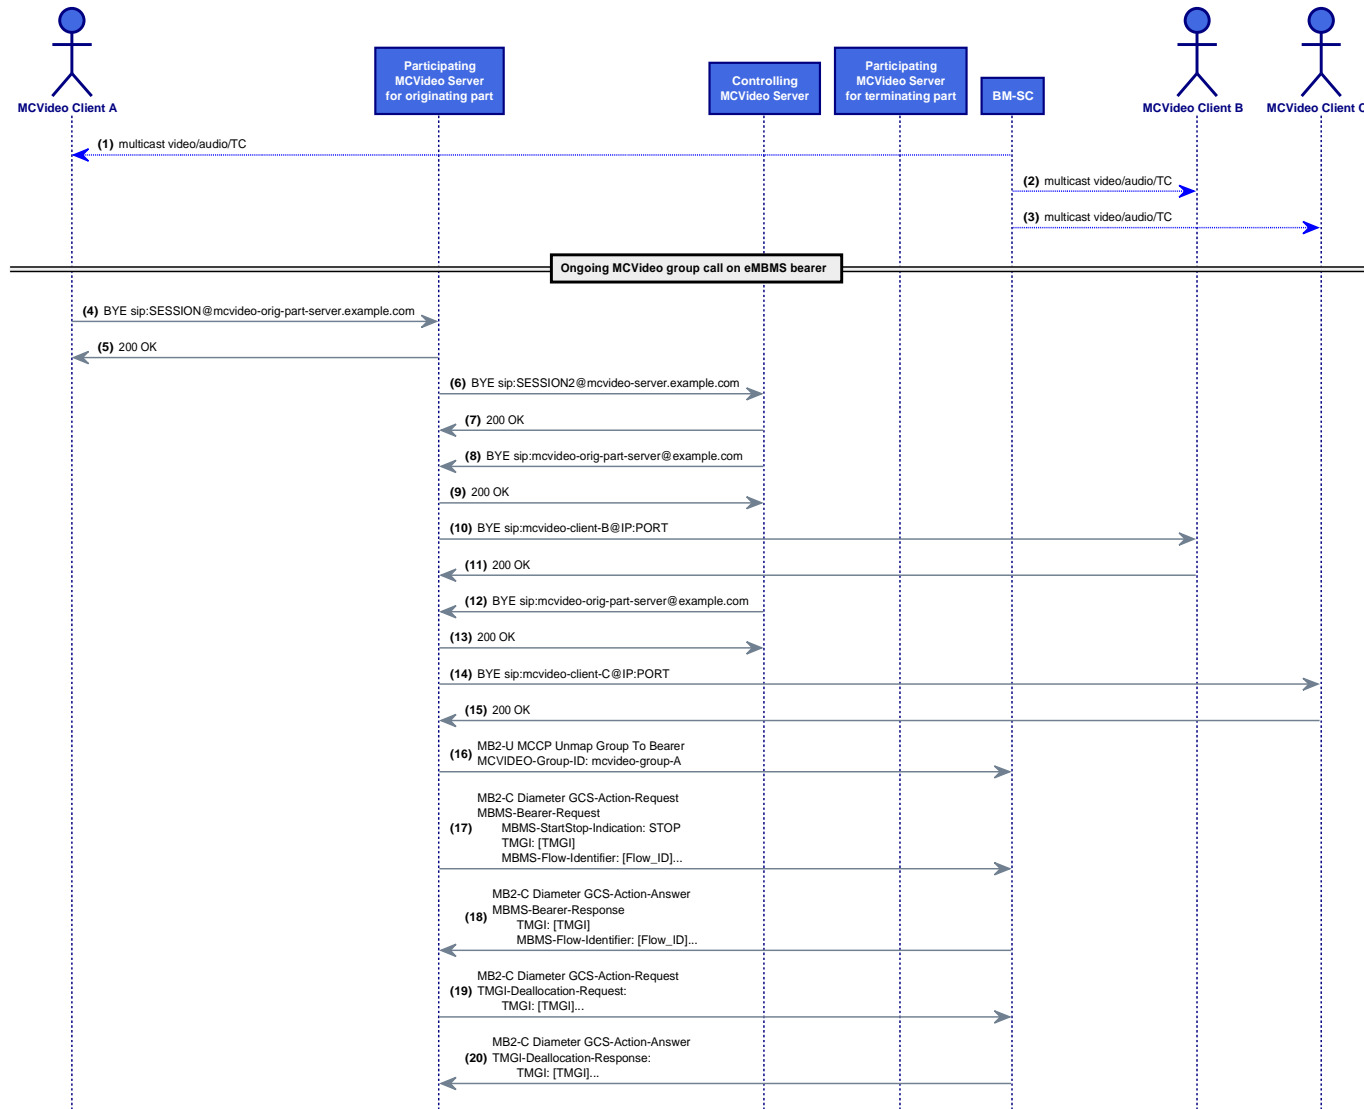 MCVideo Client A
Participating
MCVideo Server
for originating part
Controlling
MCVideo Server
Participating
MCVideo Server
for terminating part
BM-SC
MCVideo Client B
MCVideo Client C
(1) multicast video/audio/TC
(2) multicast video/audio/TC
(3) multicast video/audio/TC
Ongoing MCVideo group call on eMBMS bearer
(4) BYE sip:SESSION@mcvideo-orig-part-server.example.com
(5) 200 OK
(6) BYE sip:SESSION2@mcvideo-server.example.com
(7) 200 OK
(8) BYE sip:mcvideo-orig-part-server@example.com
(9) 200 OK
(10) BYE sip:mcvideo-client-B@IP:PORT
(11) 200 OK
(12) BYE sip:mcvideo-orig-part-server@example.com
(13) 200 OK
(14) BYE sip:mcvideo-client-C@IP:PORT
(15) 200 OK
(16) MB2-U MCCP Unmap Group To Bearer
MCVIDEO-Group-ID: mcvideo-group-A
MB2-C Diameter GCS-Action-Request
MBMS-Bearer-Request
(17) MBMS-StartStop-Indication: STOP
TMGI: [TMGI]
MBMS-Flow-Identifier: [Flow_ID]...
MB2-C Diameter GCS-Action-Answer
(18) MBMS-Bearer-Response
TMGI: [TMGI]
MBMS-Flow-Identifier: [Flow_ID]...
MB2-C Diameter GCS-Action-Request
(19) TMGI-Deallocation-Request:
TMGI: [TMGI]...
MB2-C Diameter GCS-Action-Answer
(20) TMGI-Deallocation-Response:
TMGI: [TMGI]...